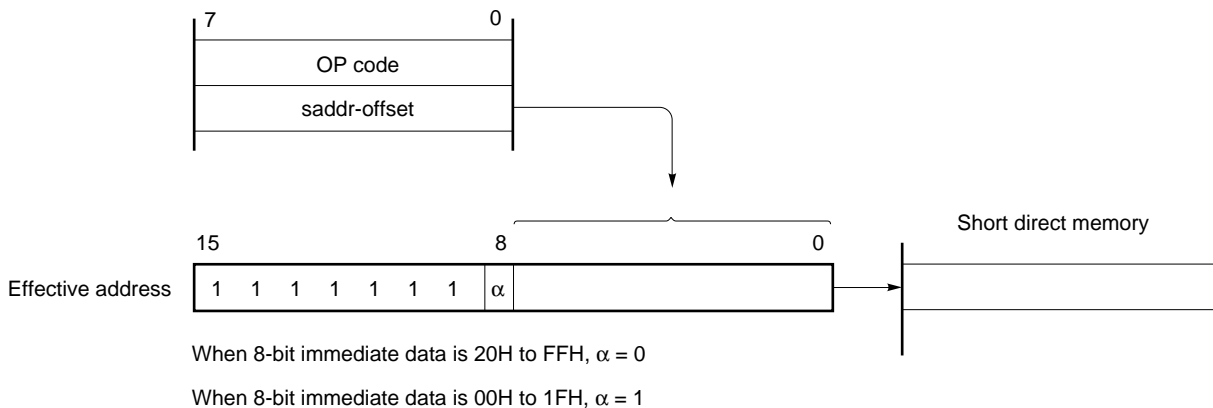 7 0
OP code
saddr-offset
Short direct memory
15 8 0
Effective address 1 1 1 1 1 1 1 α
When 8-bit immediate data is 20H to FFH, α = 0
When 8-bit immediate data is 00H to 1FH, α = 1